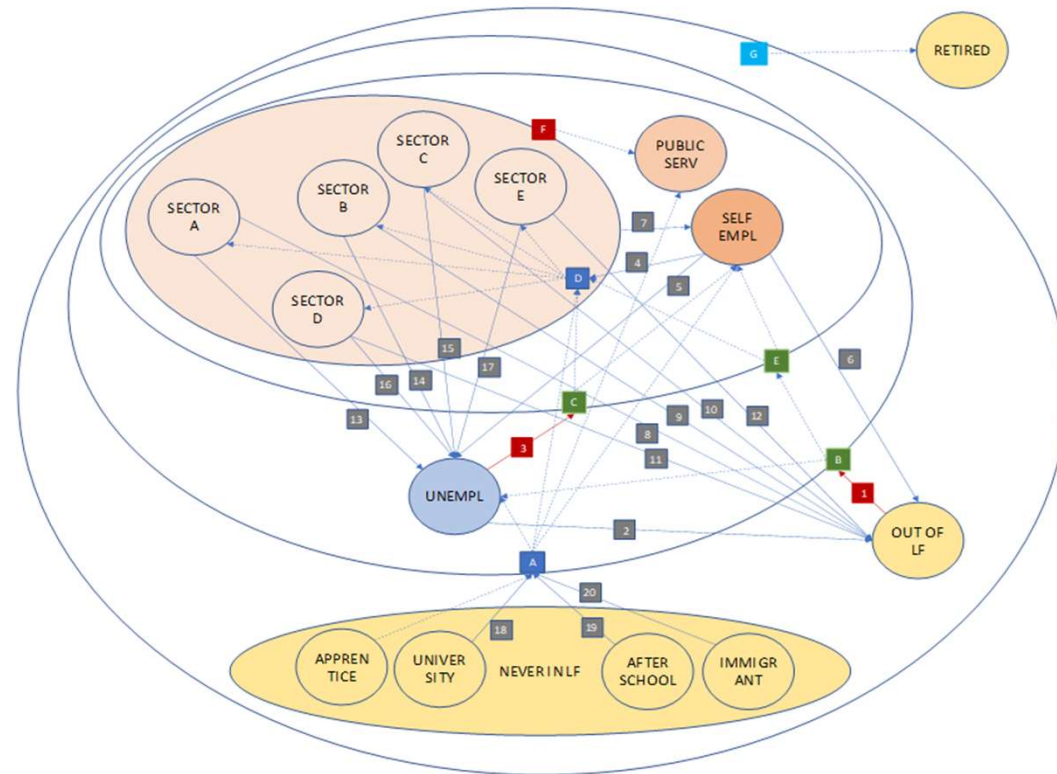 G
RETIRED
F
SECTOR
C
PUBLIC
SERV
SECTOR
E
SECTOR
B
SECTOR
A
SELF
EMPL
7
4
D
5
SECTOR
D
15
17
16
14
E
6
C
13
9
10
12
8
11
3
B
UNEMPL
1
2
OUT OF
LF
A
20
18
19
APPREN
TICE
UNIVER
SITY
NEVER IN LF
AFTER
SCHOOL
IMMIGR
ANT